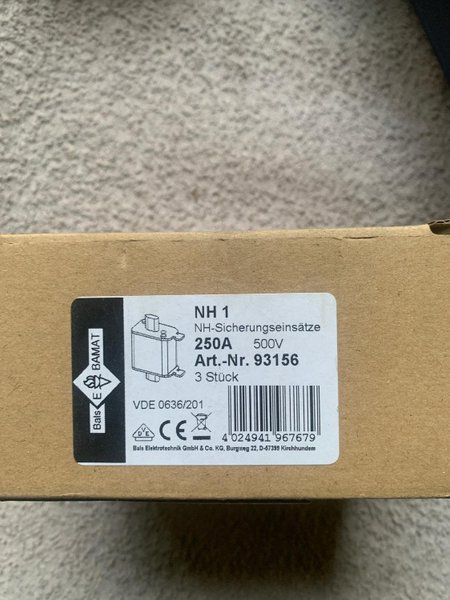 NH 1
NH-Sicherungseinsätze
250A 500V
Art.-Nr. 93156
3 Stück
Bals E BAMAT
VDE 0636/201
DVE CE
4 024941 967679
Bals Elektrotechnik GmbH & Co. KG, Burgweg 22, D-57399 Kirchhundem